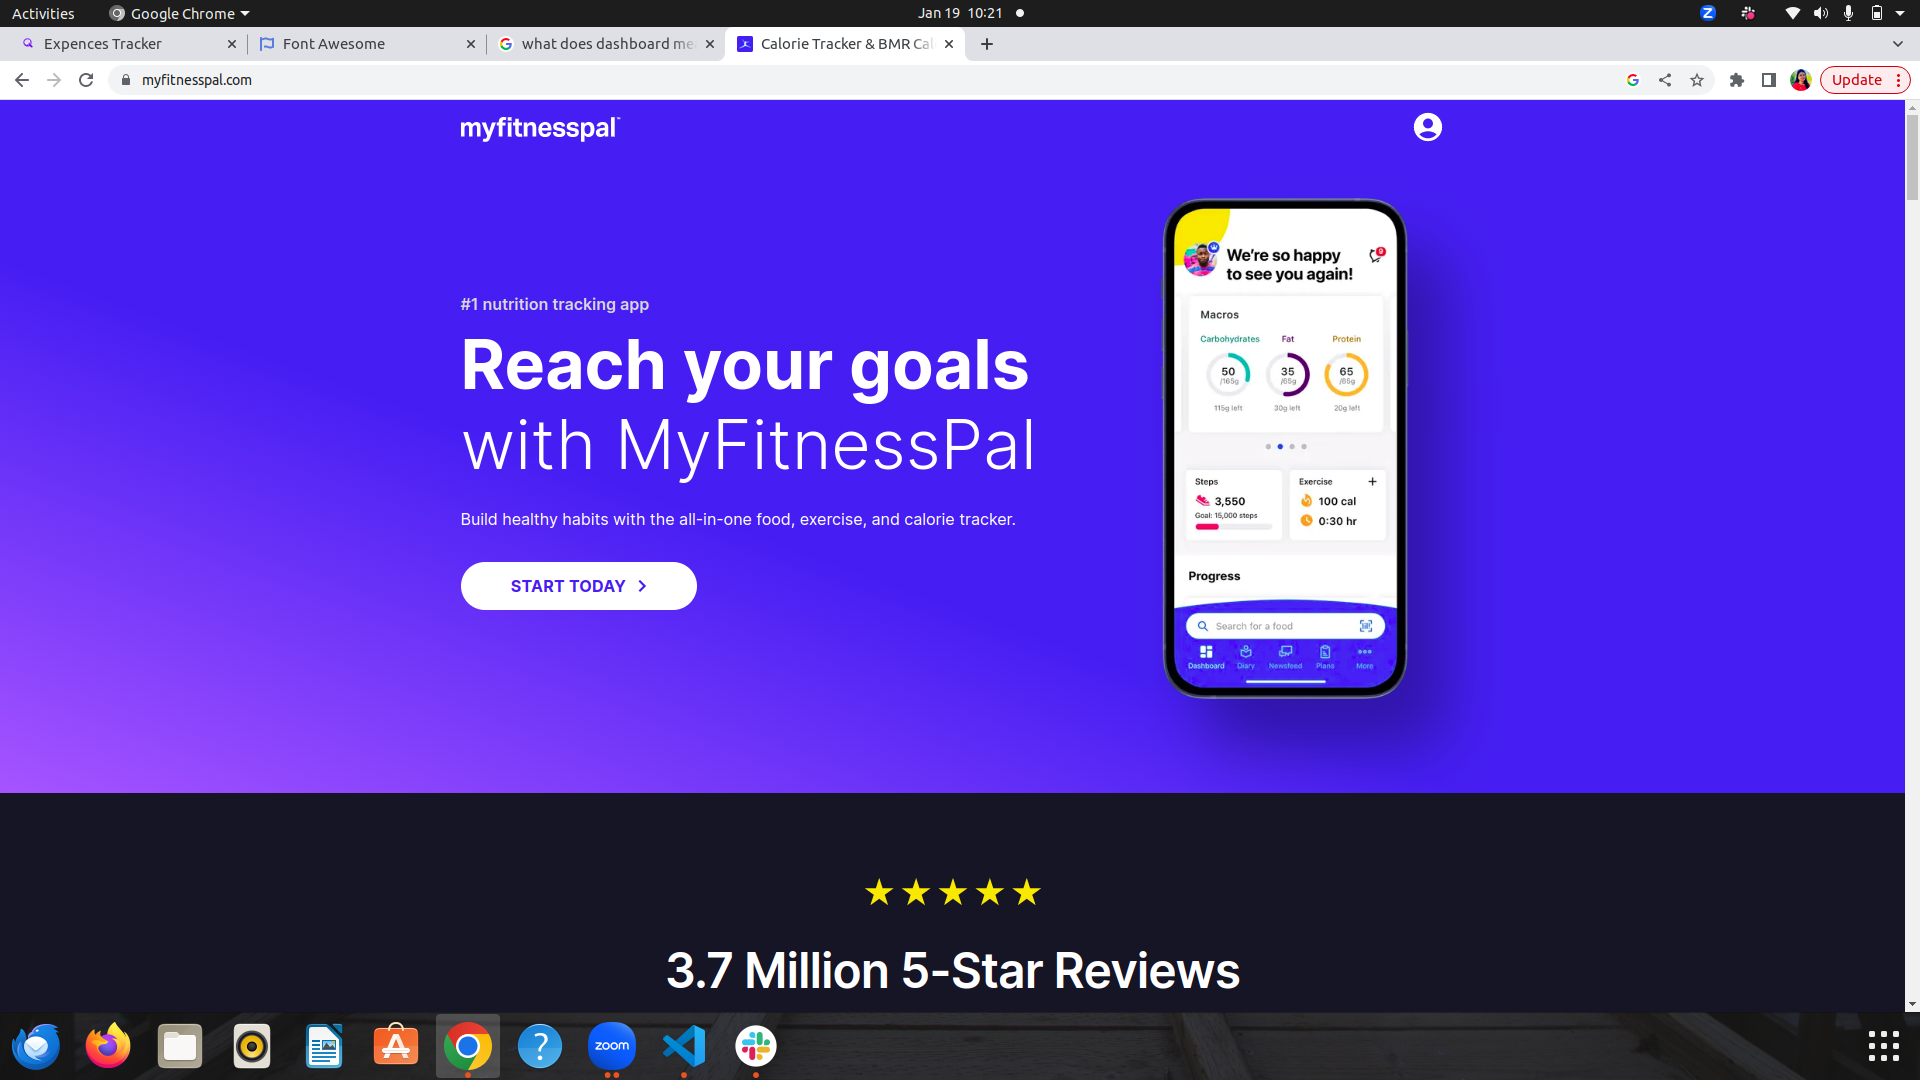 Activities
Google Chrome
Jan 19 10:21
Expences Tracker
Font Awesome
what does dashboard me
Calorie Tracker & BMR Cal
myfitnesspal.com
Update
myfitnesspal
#1 nutrition tracking app
Reach your goals
with MyFitnessPal
Build healthy habits with the all-in-one food, exercise, and calorie tracker.
START TODAY
We're so happy
to see you again!
9
Macros
Carbohydrates
Fat
Protein
50
35
65
/165g
/65g
/85g
115g left
30g left
20g left
Steps
3,550
Goal: 15,000 steps
Exercise
100 cal
0:30 hr
Progress
Search for a food
Dashboard
Diary
Newsfeed
Plans
More
3.7 Million 5-Star Reviews
zoom